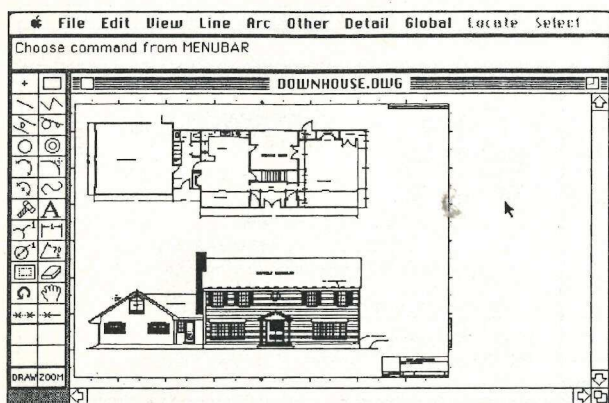 File Edit View Line Arc Other Detail Global Locate Select
Choose command from MENUBAR
DOWNHOUSE.DWG
A
DRAW ZOOM